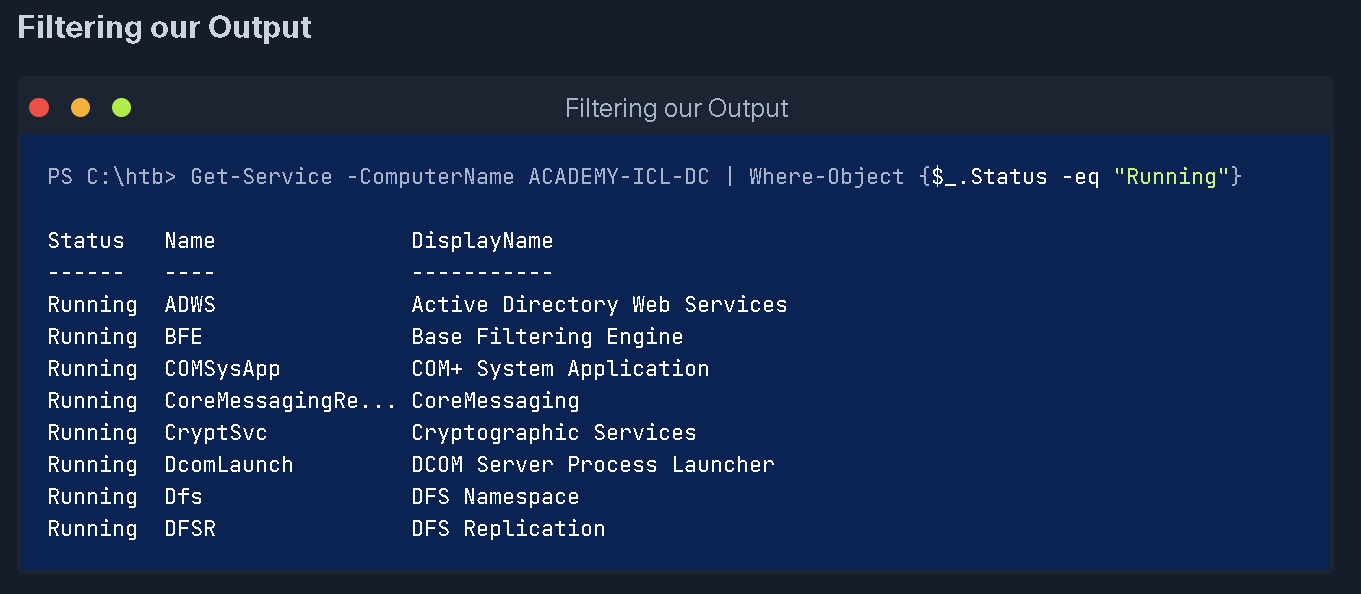 Filtering our Output
Filtering our Output
PS C:\htb> Get-Service -ComputerName ACADEMY-ICL-DC | Where-Object {$_.Status -eq "Running"}
Status   Name               DisplayName
------   ----               -----------
Running  ADWS               Active Directory Web Services
Running  BFE                Base Filtering Engine
Running  COMSysApp          COM+ System Application
Running  CoreMessagingRe... CoreMessaging
Running  CryptSvc           Cryptographic Services
Running  DcomLaunch         DCOM Server Process Launcher
Running  Dfs                DFS Namespace
Running  DFSR               DFS Replication